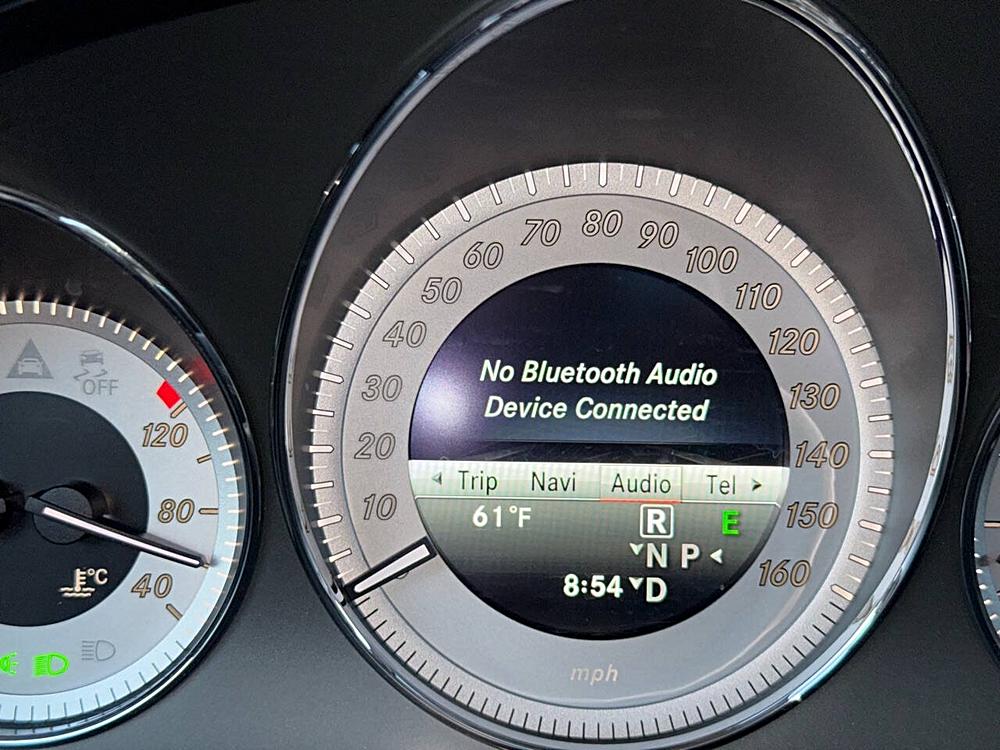 OFF
120
80
°C
40
10
20
30
40
50
60
70
80
90
100
110
120
130
140
150
160
No Bluetooth Audio
Device Connected
Trip Navi Audio Tel
61°F R E
N P
8:54 D
mph